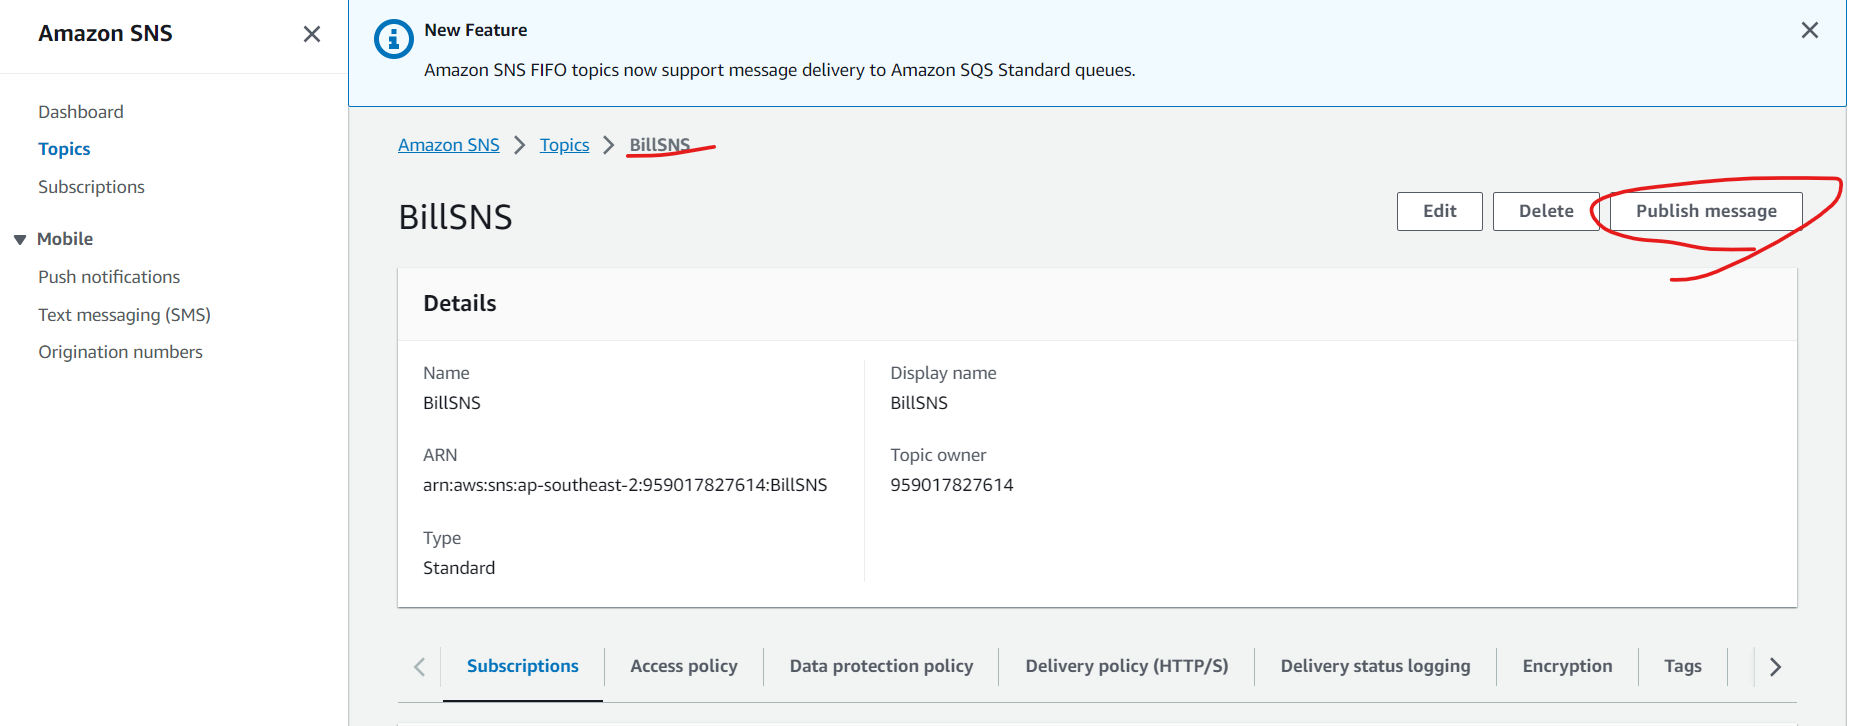 Amazon SNS
Dashboard
Topics
Subscriptions
Mobile
Push notifications
Text messaging (SMS)
Origination numbers
New Feature
Amazon SNS FIFO topics now support message delivery to Amazon SQS Standard queues.
Amazon SNS Topics BillSNS
BillSNS
Edit Delete Publish message
Details
Name
BillSNS
ARN
arn:aws:sns:ap-southeast-2:959017827614:BillSNS
Type
Standard
Display name
BillSNS
Topic owner
959017827614
Subscriptions Access policy Data protection policy Delivery policy (HTTP/S) Delivery status logging Encryption Tags